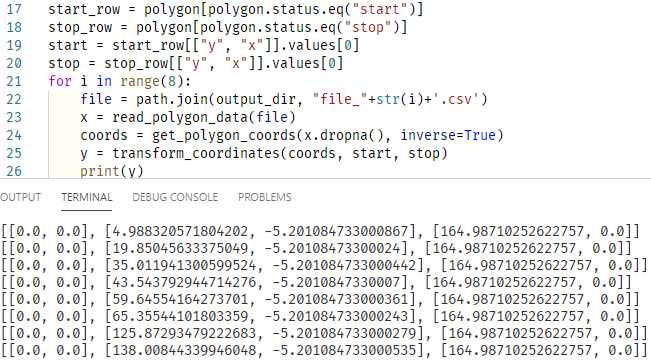 17 start_row = polygon[polygon.status.eq("start")]
18 stop_row = polygon[polygon.status.eq("stop")]
19 start = start_row[["y", "x"]].values[0]
20 stop = stop_row[["y", "x"]].values[0]
21 for i in range(8):
22     file = path.join(output_dir, "file_"+str(i)+'.csv')
23     x = read_polygon_data(file)
24     coords = get_polygon_coords(x.dropna(), inverse=True)
25     y = transform_coordinates(coords, start, stop)
26     print(y)
OUTPUT TERMINAL DEBUG CONSOLE PROBLEMS
[[0.0, 0.0], [4.988320571804202, -5.201084733000867], [164.98710252622757, 0.0]]
[[0.0, 0.0], [19.85045633375049, -5.20108473300024], [164.98710252622757, 0.0]]
[[0.0, 0.0], [35.011941300599524, -5.201084733000442], [164.98710252622757, 0.0]]
[[0.0, 0.0], [43.543792944714276, -5.2010847330007], [164.98710252622757, 0.0]]
[[0.0, 0.0], [59.64554164273701, -5.201084733000361], [164.98710252622757, 0.0]]
[[0.0, 0.0], [65.35544101803359, -5.201084733000243], [164.98710252622757, 0.0]]
[[0.0, 0.0], [125.87293479222683, -5.201084733000279], [164.98710252622757, 0.0]]
[[0.0, 0.0], [138.00844339946048, -5.201084733000535], [164.98710252622757, 0.0]]